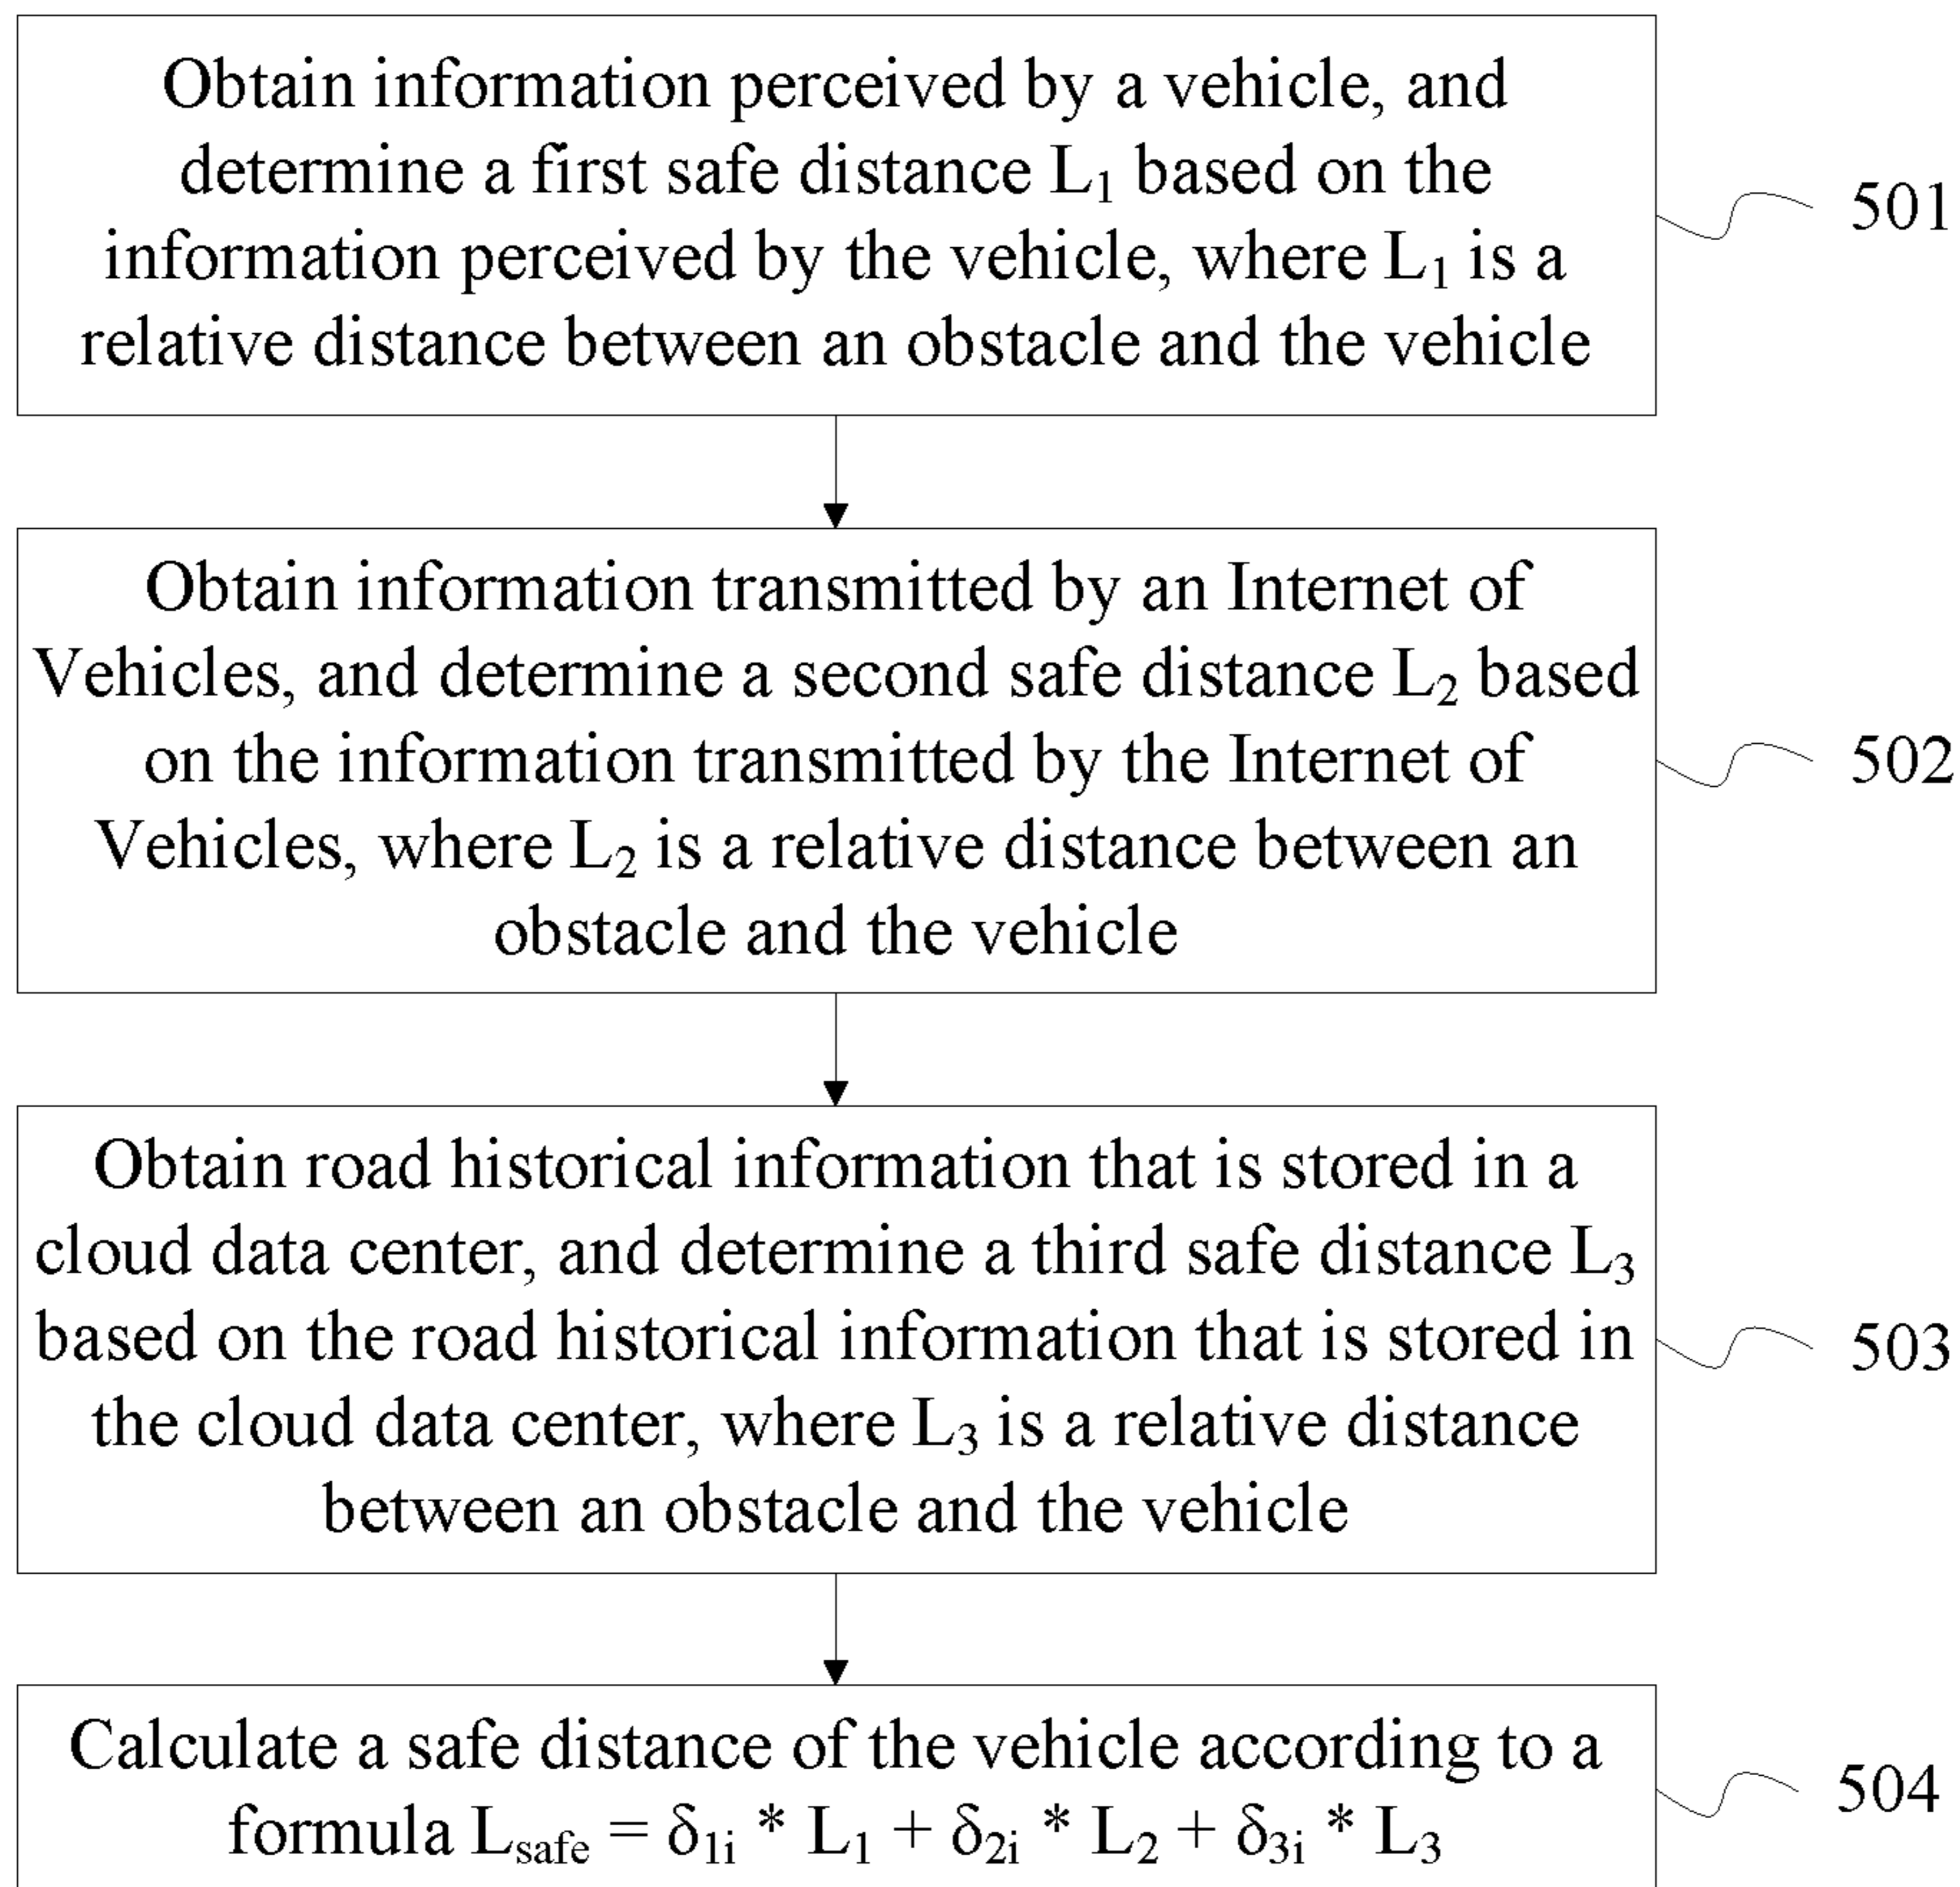 Obtain information perceived by a vehicle, and
determine a first safe distance L₁ based on the
information perceived by the vehicle, where L₁ is a
relative distance between an obstacle and the vehicle
501
Obtain information transmitted by an Internet of
Vehicles, and determine a second safe distance L₂ based
on the information transmitted by the Internet of
Vehicles, where L₂ is a relative distance between an
obstacle and the vehicle
502
Obtain road historical information that is stored in a
cloud data center, and determine a third safe distance L₃
based on the road historical information that is stored in
the cloud data center, where L₃ is a relative distance
between an obstacle and the vehicle
503
Calculate a safe distance of the vehicle according to a
formula L_safe = δ₁ᵢ * L₁ + δ₂ᵢ * L₂ + δ₃ᵢ * L₃
504